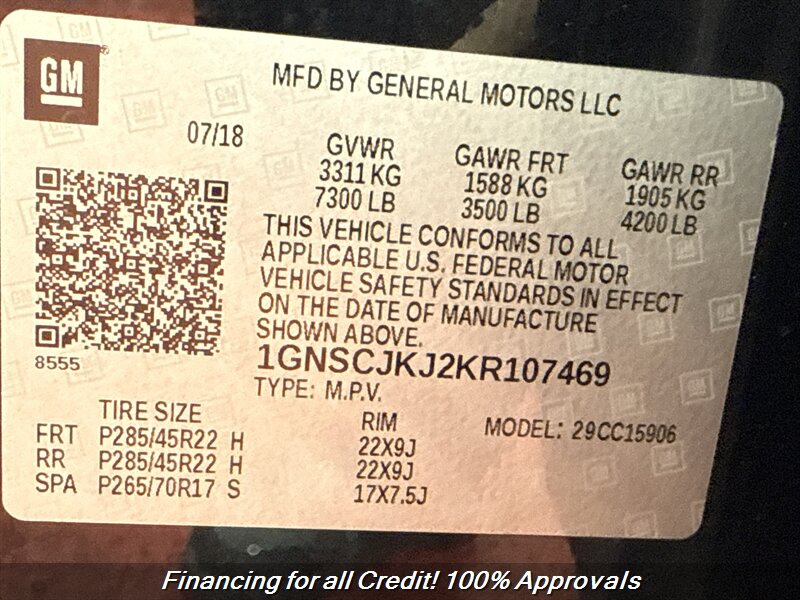 GM
MFD BY GENERAL MOTORS LLC
07/18
GVWR
3311 KG
7300 LB
GAWR FRT
1588 KG
3500 LB
GAWR RR
1905 KG
4200 LB
THIS VEHICLE CONFORMS TO ALL
APPLICABLE U.S. FEDERAL MOTOR
VEHICLE SAFETY STANDARDS IN EFFECT
ON THE DATE OF MANUFACTURE
SHOWN ABOVE.
8555
1GNSCJKJ2KR107469
TYPE: M.P.V.
TIRE SIZE RIM MODEL: 29CC15906
FRT P285/45R22 H 22X9J
RR P285/45R22 H 22X9J
SPA P265/70R17 S 17X7.5J
Financing for all Credit! 100% Approvals